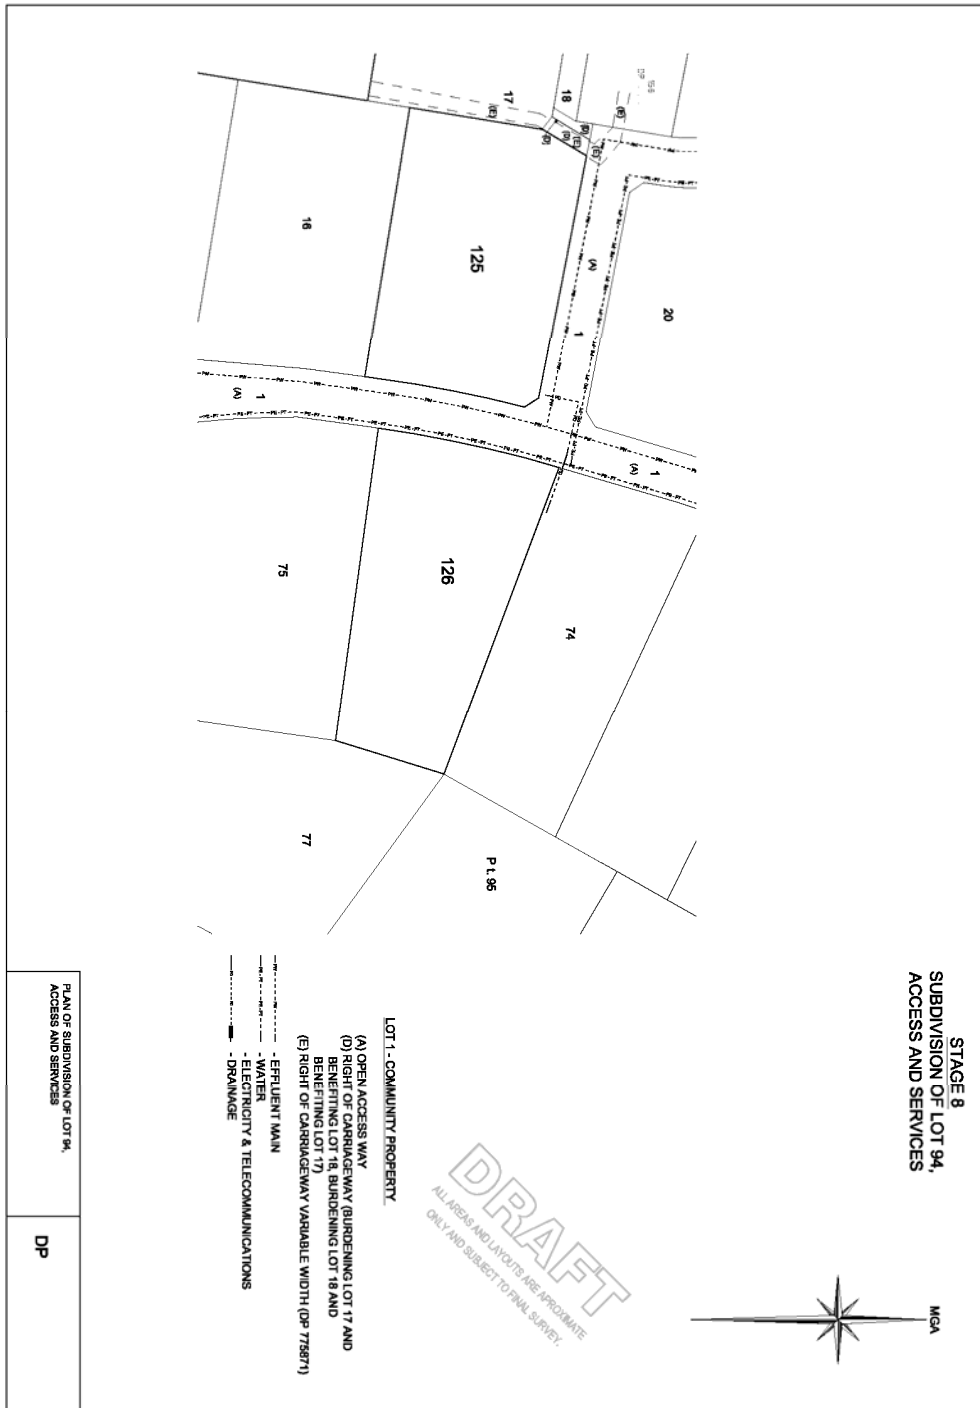 STAGE 8
SUBDIVISION OF LOT 94,
ACCESS AND SERVICES
MGA
DP
17
18
(E)
(D)
(D)
(E)
(D)
(E)
(E)
16
125
(A)
1
20
1
(A)
1
(A)
75
126
74
77
Pt. 95
DRAFT
ALL AREAS AND LAYOUTS ARE APROXIMATE
ONLY AND SUBJECT TO FINAL SURVEY.
LOT 1 - COMMUNITY PROPERTY
(A) OPEN ACCESS WAY
(D) RIGHT OF CARRIAGEWAY (BURDENING LOT 17 AND
BENEFITING LOT 18, BURDENING LOT 18 AND
BENEFITING LOT 17)
(E) RIGHT OF CARRIAGEWAY VARIABLE WIDTH (DP 775871)
- EFFLUENT MAIN
- WATER
- ELECTRICITY & TELECOMMUNICATIONS
- DRAINAGE
PLAN OF SUBDIVISION OF LOT 94,
ACCESS AND SERVICES
DP